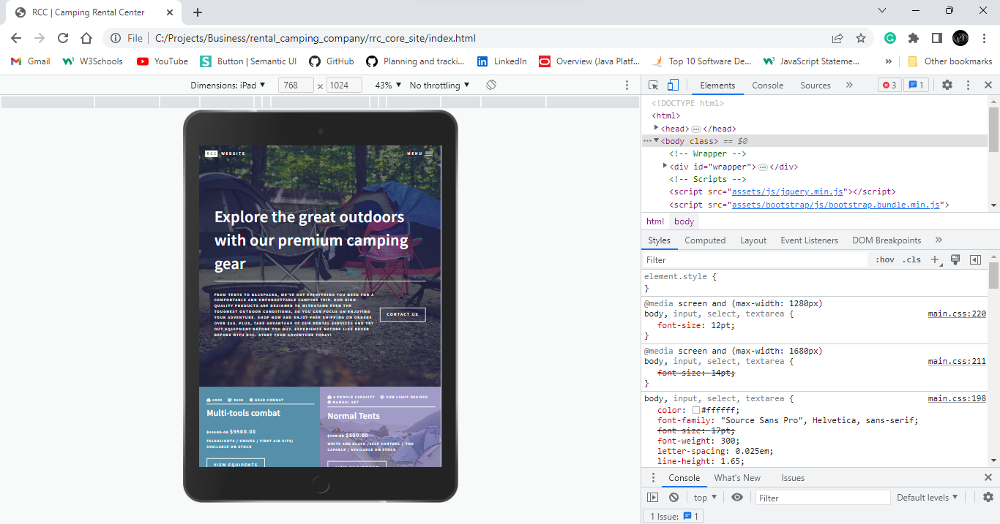 RCC | Camping Rental Center
File C:/Projects/Business/rental_camping_company/rrc_core_site/index.html
Gmail W3Schools YouTube Button | Semantic UI GitHub Planning and tracki... LinkedIn Overview (Java Platf... Top 10 Software De... JavaScript Stateme... » Other bookmarks
Dimensions: iPad 768 × 1024 43% No throttling
Elements Console Sources » 3 1
<!DOCTYPE html>
<html>
<head>…</head>
<body class> == $0
<!-- Wrapper -->
<div id="wrapper">…</div>
<!-- Scripts -->
<script src="assets/js/jquery.min.js"></script>
<script src="assets/bootstrap/js/bootstrap.bundle.min.js">
html body
Styles Computed Layout Event Listeners DOM Breakpoints »
Filter :hov .cls
element.style {
}
@media screen and (max-width: 1280px)
body, input, select, textarea { main.css:220
font-size: 12pt;
}
@media screen and (max-width: 1680px)
body, input, select, textarea { main.css:211
font-size: 14pt;
}
body, input, select, textarea { main.css:198
color: #ffffff;
font-family: "Source Sans Pro", Helvetica, sans-serif;
font-size: 17pt;
font-weight: 300;
letter-spacing: 0.025em;
line-height: 1.65;
Console What's New Issues
top Filter Default levels
1 Issue: 1
RCC WEBSITE MENU
Explore the great outdoors
with our premium camping
gear
FROM TENTS TO BACKPACKS, WE'VE GOT EVERYTHING YOU NEED FOR A
COMFORTABLE AND UNFORGETTABLE CAMPING TRIP. OUR HIGH-
QUALITY PRODUCTS ARE DESIGNED TO WITHSTAND EVEN THE
TOUGHEST OUTDOOR CONDITIONS, SO YOU CAN FOCUS ON ENJOYING
YOUR ADVENTURE. SHOP NOW AND ENJOY FREE SHIPPING ON ORDERS
OVER $50. PLUS, TAKE ADVANTAGE OF OUR RENTAL SERVICES AND TRY
OUT EQUIPMENT BEFORE YOU BUY. EXPERIENCE NATURE LIKE NEVER
BEFORE WITH RCC. START YOUR ADVENTURE TODAY!
CONTACT US
GEAR COMBAT
Multi-tools combat
$9500.00
FALSHLIGHTS / KNIVES / FIRST AID KITS/
AVAILABLE ON STOCK
VIEW EQUIPENTS
PEOPLE CAPACITY SUN LIGHT RESISTS
MANUAL SET
Normal Tents
$500.00
WHITE AND BLACK /SELF CONTROL / TOO
CAPABLE / AVAILABLE ON STOCK